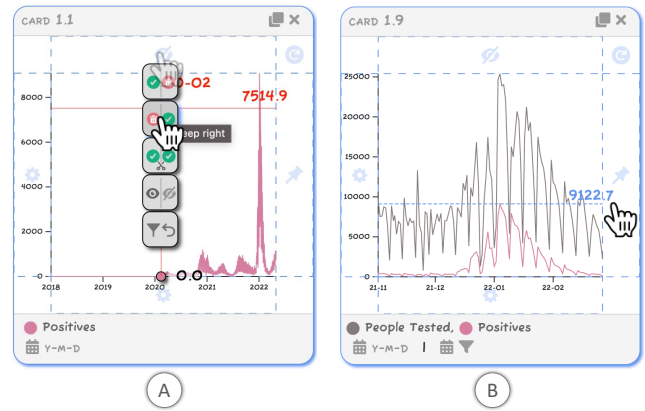 CARD 1.1
8000
6000
4000
2000
0
2018
2019
2020
2021
2022
0-02
7514.9
eep right
0.0
Positives
Y-M-D
A
CARD 1.9
25000
20000
15000
10000
5000
0
21-11
21-12
22-01
22-02
9122.7
People Tested, Positives
Y-M-D |
B